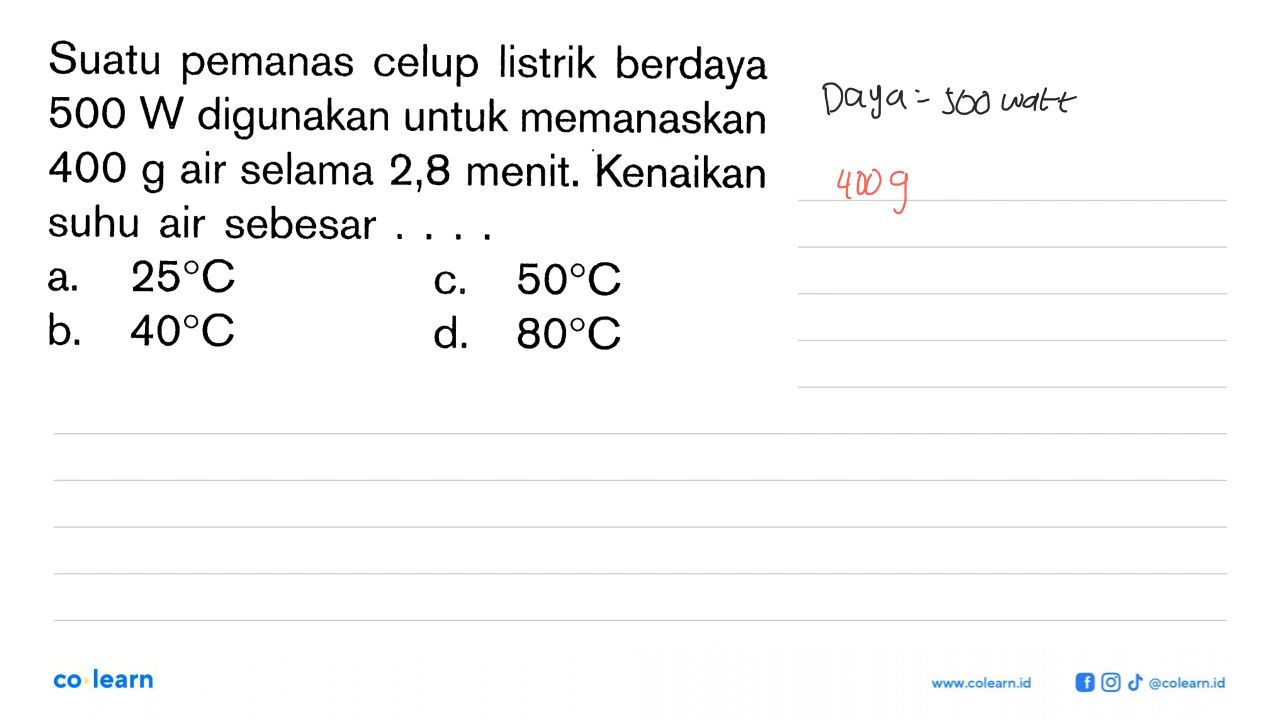 Suatu pemanas celup listrik berdaya
500 W digunakan untuk memanaskan
400 g air selama 2,8 menit. Kenaikan
suhu air sebesar . . . .
a. 25°C c. 50°C
b. 40°C d. 80°C
Daya = 500 watt
400 g
co learn
www.colearn.id @colearn.id